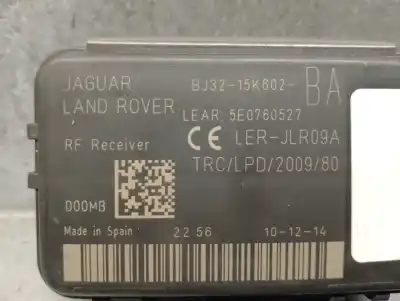 JAGUAR
LAND ROVER
BJ32-15K602-BA
LEAR 5E0760527
RF Receiver
CE LER-JLR09A
TRC/LPD/2009/80
000MB
Made in Spain 22 56 10-12-14